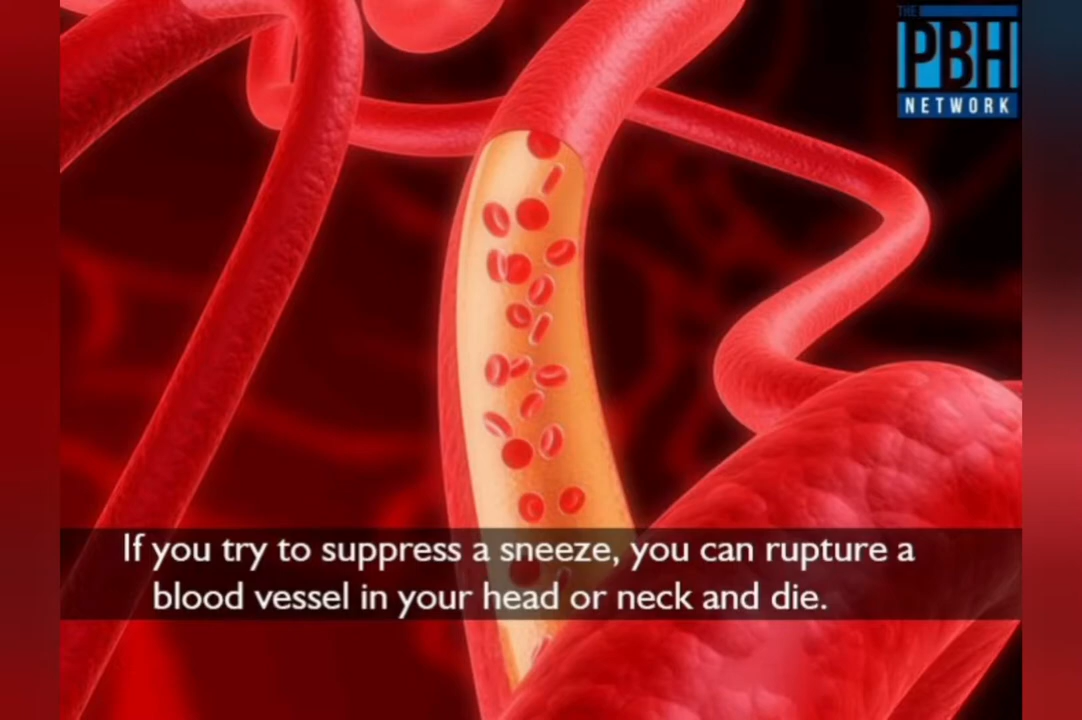 THE
PBH
NETWORK
If you try to suppress a sneeze, you can rupture a
blood vessel in your head or neck and die.